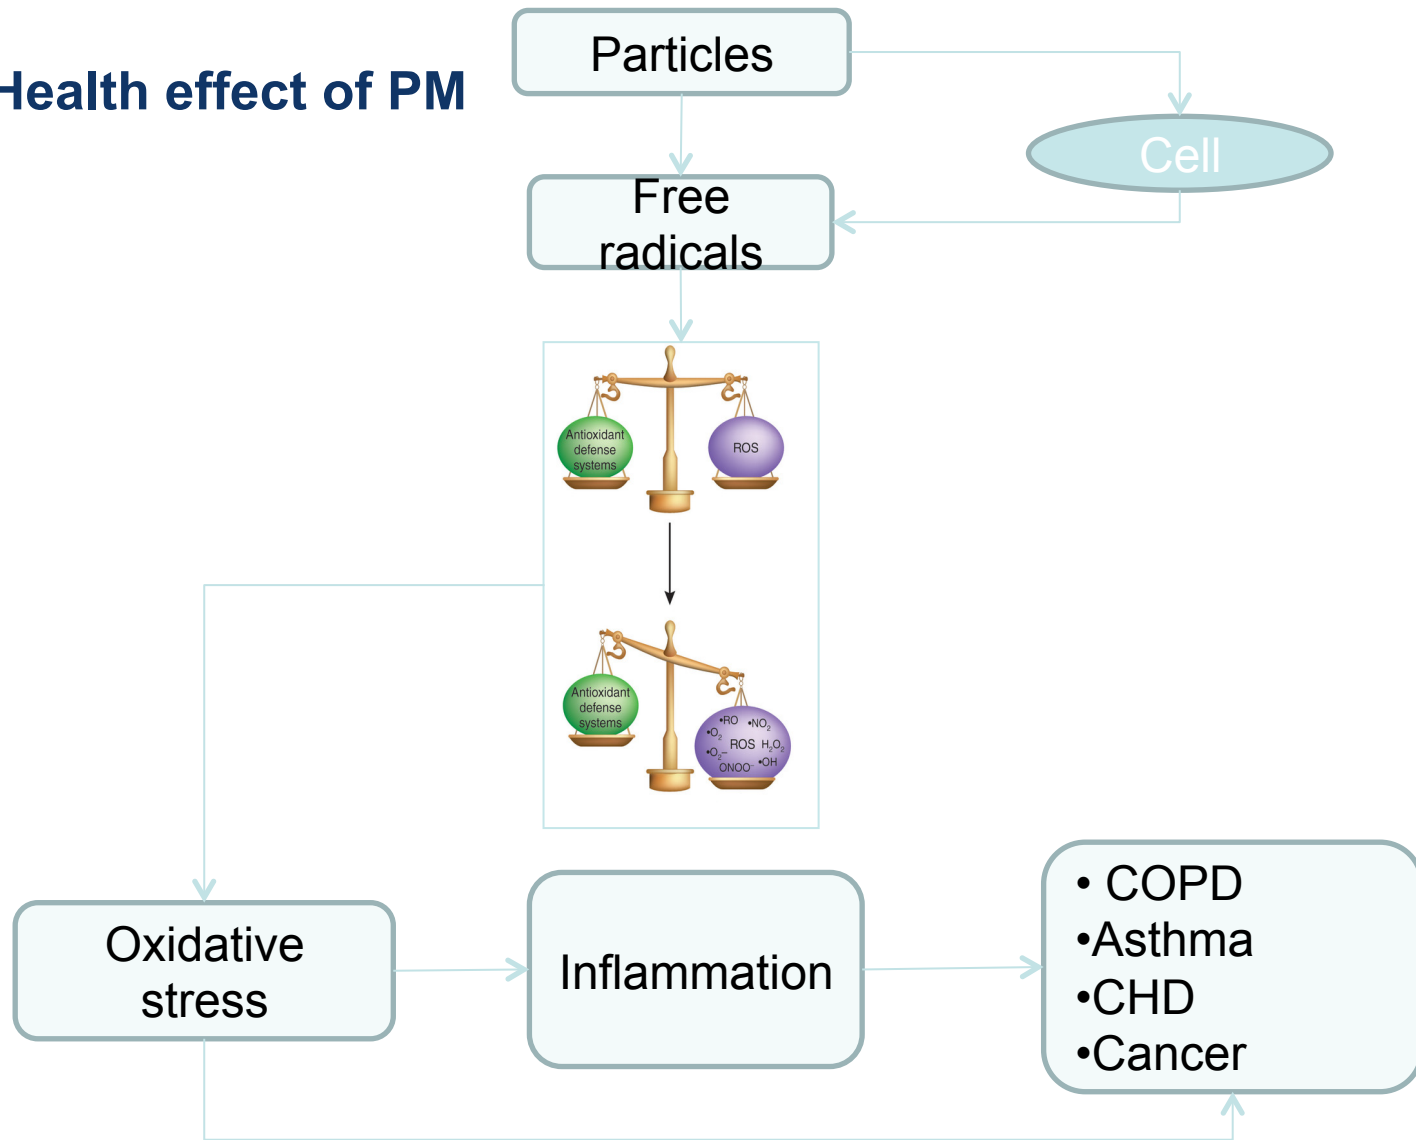 Health effect of PM
Particles
Cell
Free
radicals
Antioxidant
defense
systems
ROS
Antioxidant
defense
systems
•RO •NO₂
•O₂
ROS H₂O₂
•O₂–
•OH
ONOO⁻
Oxidative
stress
Inflammation
• COPD
•Asthma
•CHD
•Cancer